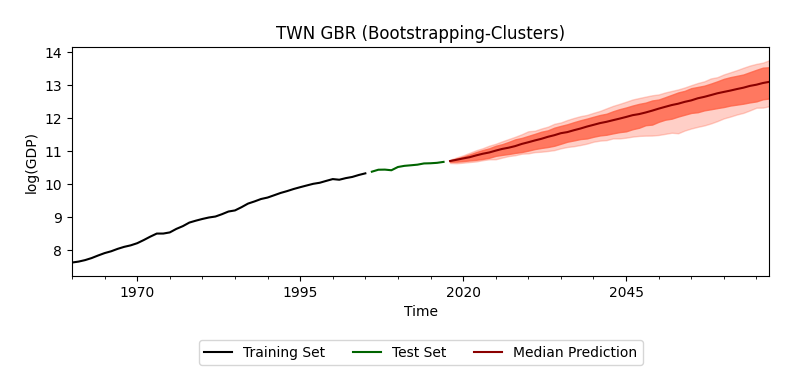 TWN GBR (Bootstrapping-Clusters)
14
13
12
11
10
9
8
log(GDP)
1970 1995 2020 2045
Time
Training Set Test Set Median Prediction